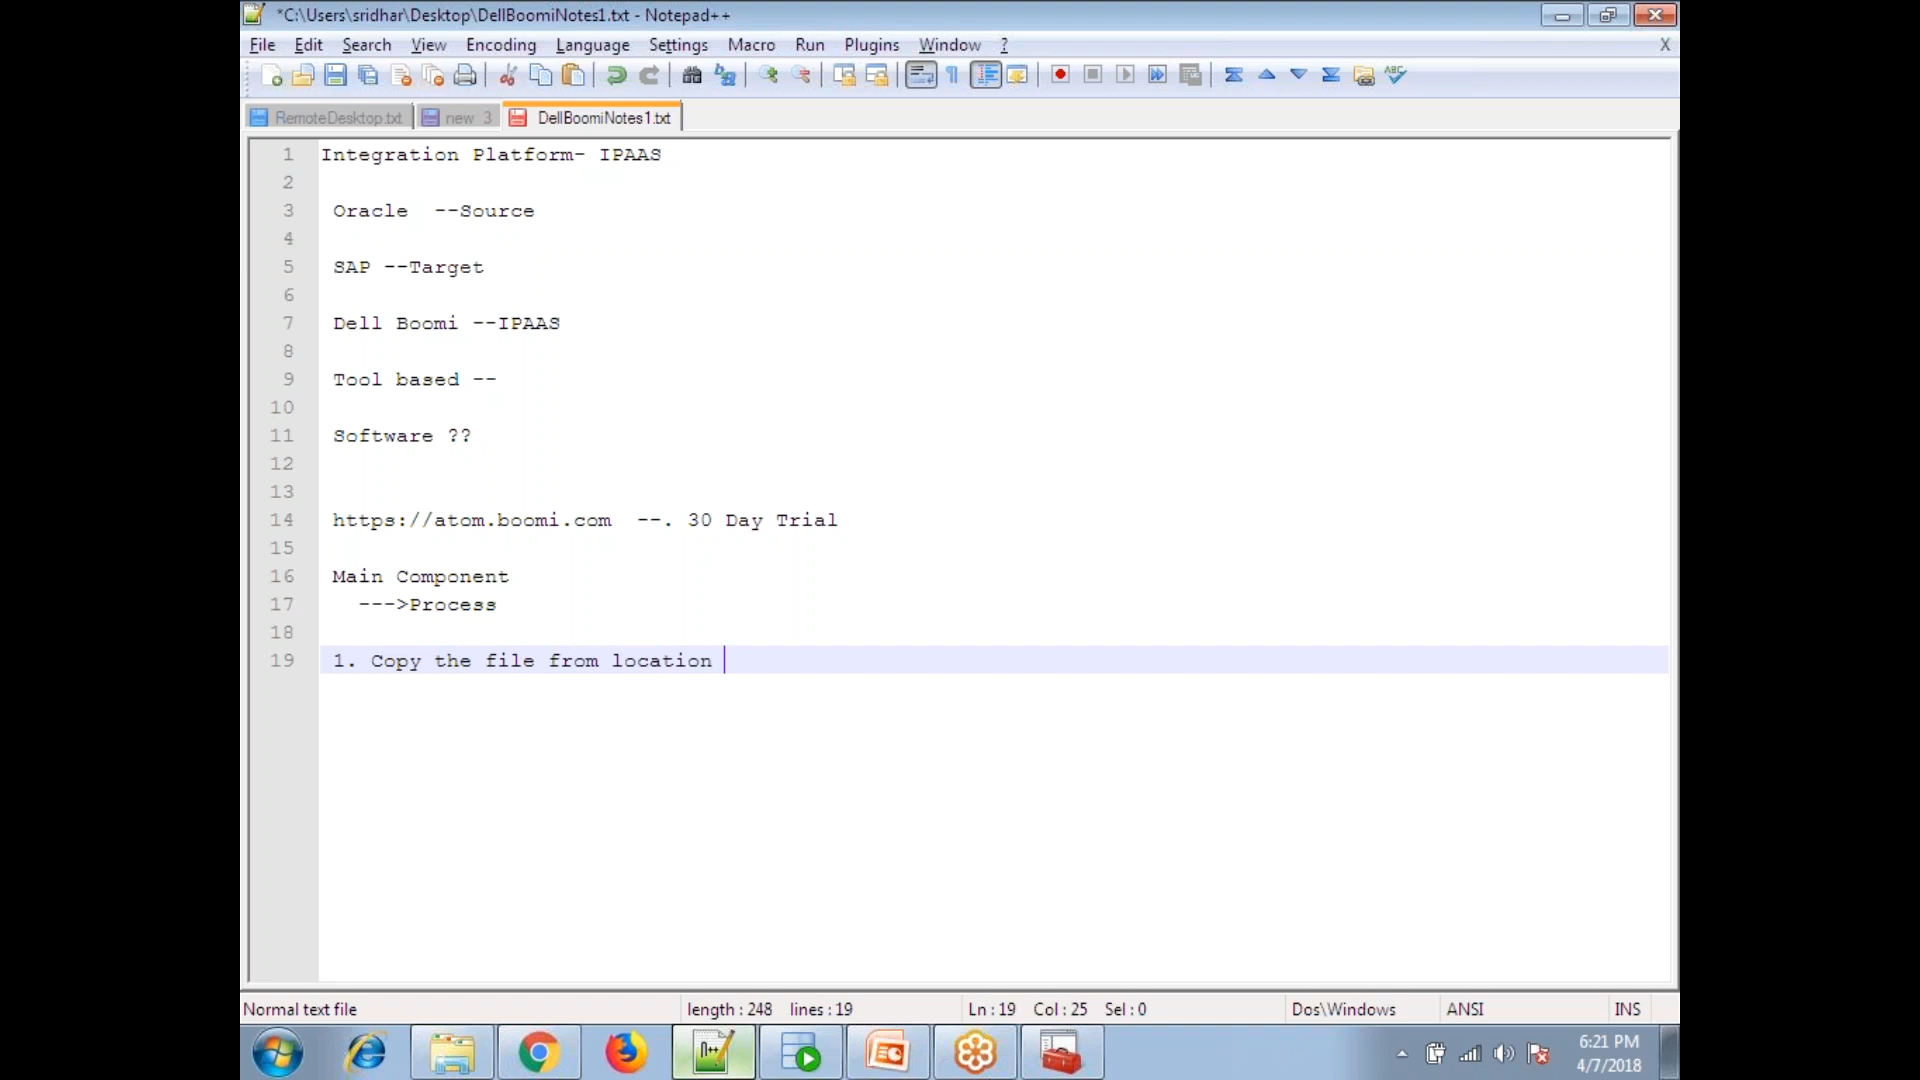 *C:\Users\sridhar\Desktop\DellBoomiNotes1.txt - Notepad++
File Edit Search View Encoding Language Settings Macro Run Plugins Window ? X
RemoteDesktop.txt new 3 DellBoomiNotes1.txt
1 Integration Platform- IPAAS
2
3 Oracle --Source
4
5 SAP --Target
6
7 Dell Boomi --IPAAS
8
9 Tool based --
10
11 Software ??
12
13
14 https://atom.boomi.com --. 30 Day Trial
15
16 Main Component
17 --->Process
18
19 1. Copy the file from location
Normal text file length : 248 lines : 19 Ln : 19 Col : 25 Sel : 0 Dos\Windows ANSI INS
6:21 PM
4/7/2018